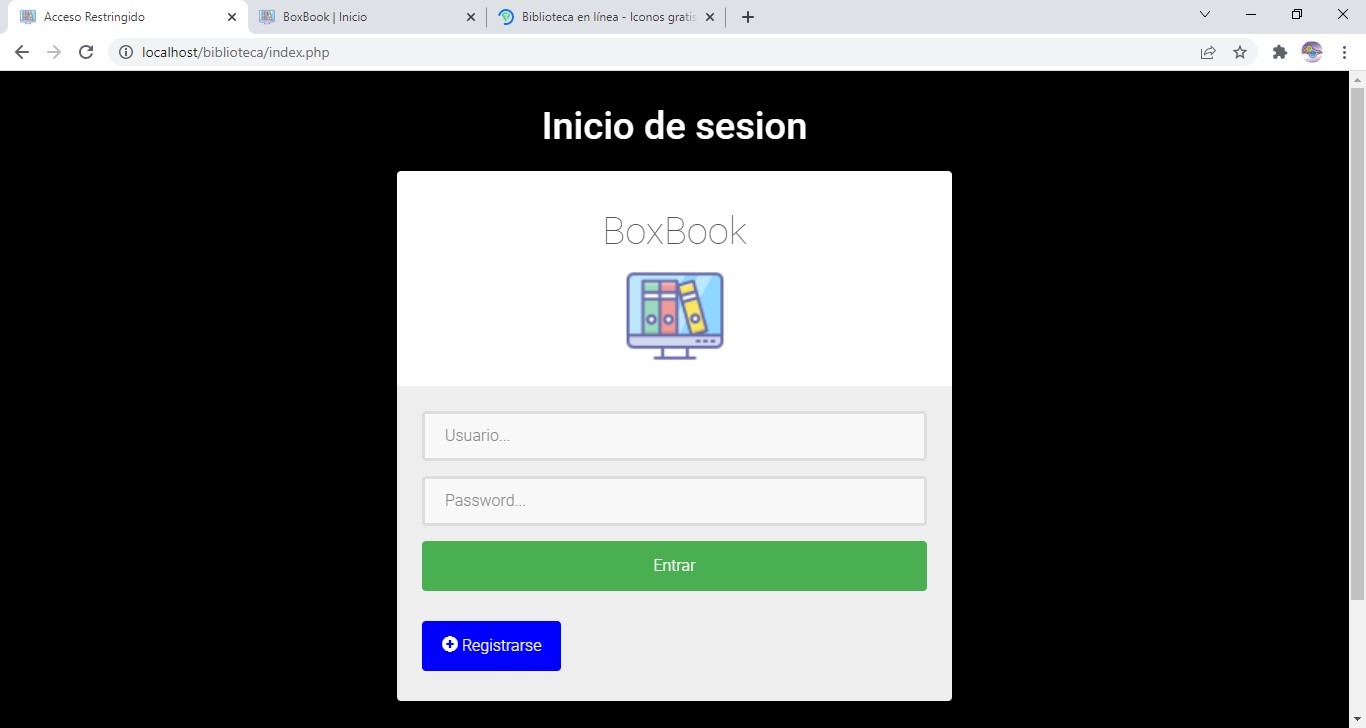 Acceso Restringido
BoxBook | Inicio
Biblioteca en línea - Iconos gratis
localhost/biblioteca/index.php
Inicio de sesion
BoxBook
Usuario...
Password...
Entrar
Registrarse